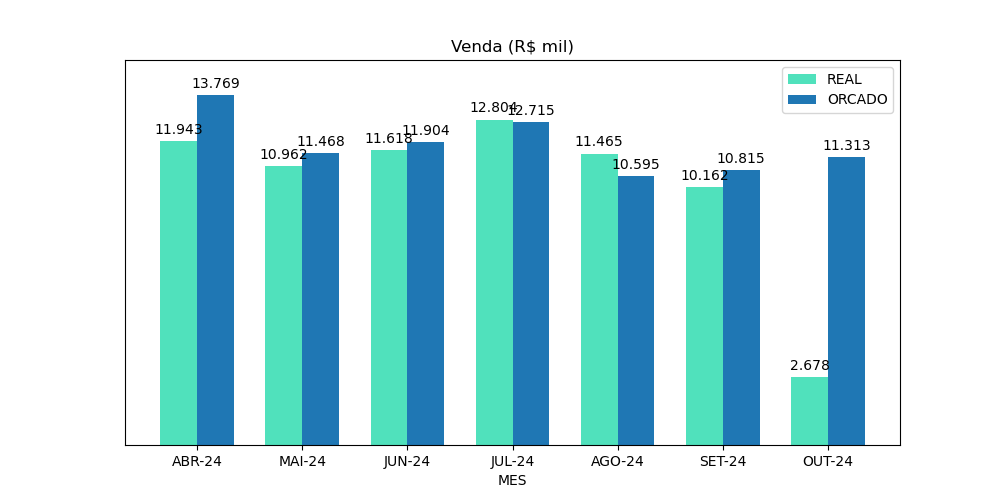 Venda (R$ mil)
REAL
ORCADO
11.943
13.769
10.962
11.468
11.618
11.904
12.804
12.715
11.465
10.595
10.162
10.815
2.678
11.313
ABR-24
MAI-24
JUN-24
JUL-24
AGO-24
SET-24
OUT-24
MES